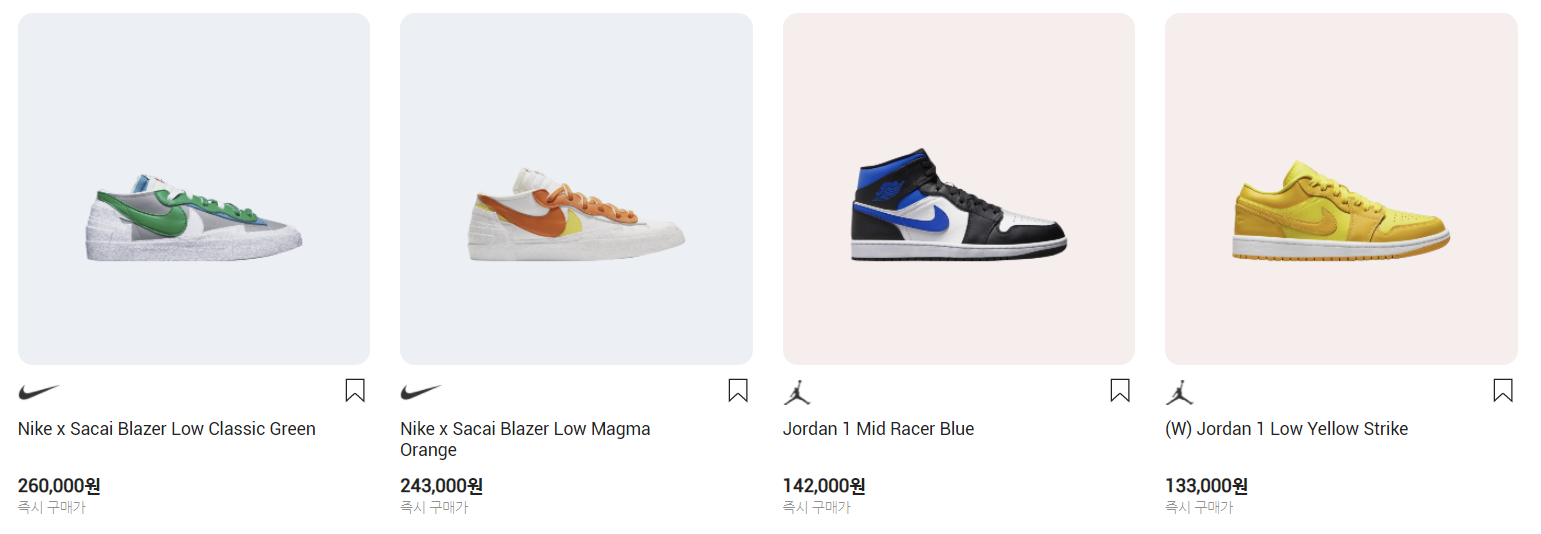 Nike x Sacai Blazer Low Classic Green
260,000원
즉시 구매가
Nike x Sacai Blazer Low Magma
Orange
243,000원
즉시 구매가
Jordan 1 Mid Racer Blue
142,000원
즉시 구매가
(W) Jordan 1 Low Yellow Strike
133,000원
즉시 구매가